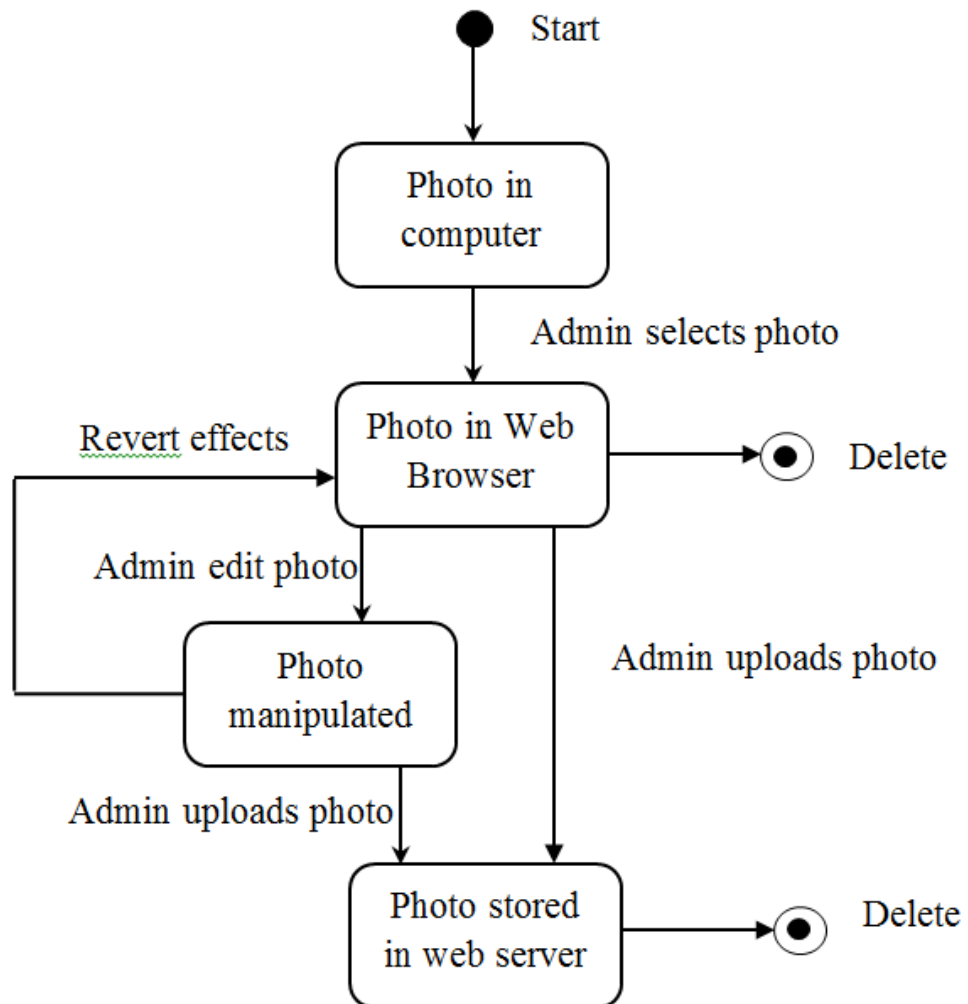 Start
Photo in
computer
Admin selects photo
Photo in Web
Browser
Revert effects
Delete
Admin edit photo
Photo
manipulated
Admin uploads photo
Admin uploads photo
Photo stored
in web server
Delete